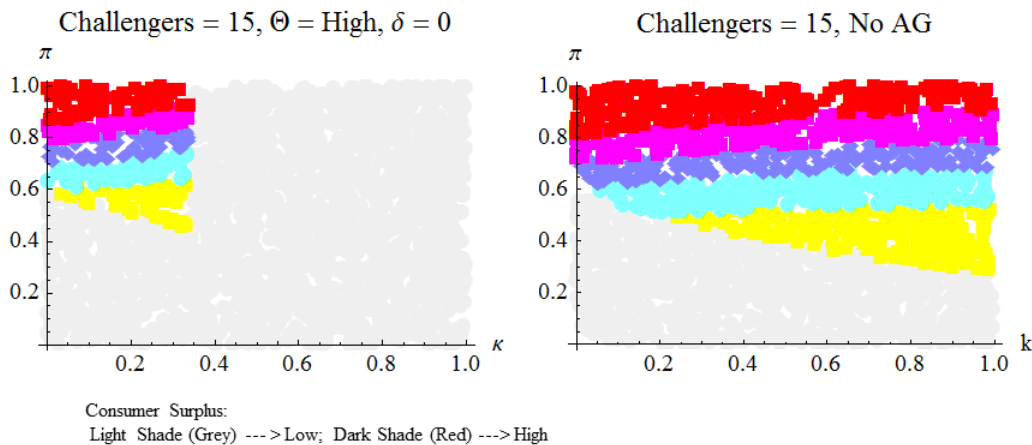 Challengers = 15, Θ = High, δ = 0
π
1.0
0.8
0.6
0.4
0.2
0.2 0.4 0.6 0.8 1.0 κ
Challengers = 15, No AG
π
1.0
0.8
0.6
0.4
0.2
0.2 0.4 0.6 0.8 1.0 k
Consumer Surplus:
Light Shade (Grey) ---> Low; Dark Shade (Red) ---> High